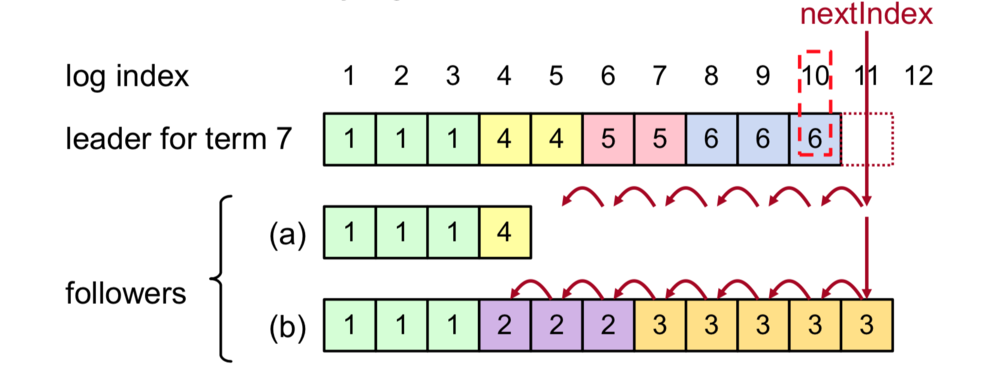 nextIndex
log index 1 2 3 4 5 6 7 8 9 10 11 12
leader for term 7 1 1 1 4 4 5 5 6 6 6
(a) 1 1 1 4
followers
(b) 1 1 1 2 2 2 3 3 3 3 3